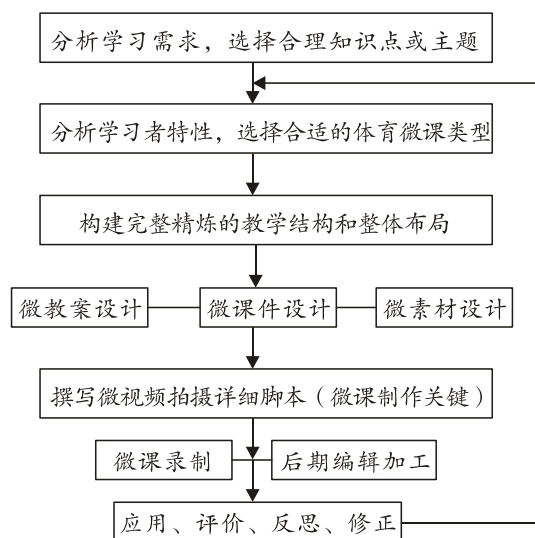 分析学习需求，选择合理知识点或主题
分析学习者特性，选择合适的体育微课类型
构建完整精炼的教学结构和整体布局
微教案设计
微课件设计
微素材设计
撰写微视频拍摄详细脚本（微课制作关键）
微课录制
后期编辑加工
应用、评价、反思、修正